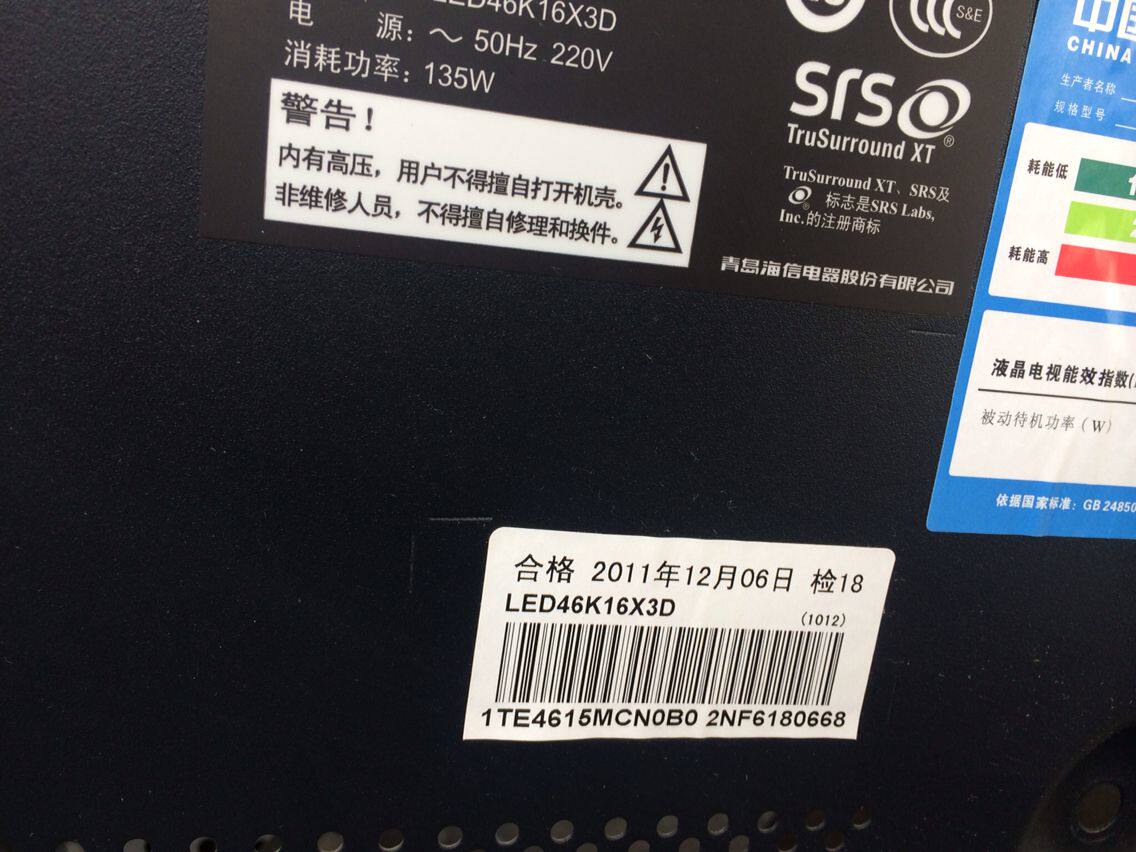 LED46K16X3D
电 源: ～ 50Hz 220V
消耗功率: 135W
警告!
内有高压，用户不得擅自打开机壳。
非维修人员，不得擅自修理和换件。
S&E
SRS
TruSurround XT
TruSurround XT、SRS及
标志是SRS Labs,
Inc.的注册商标
青岛海信电器股份有限公司
中国
CHINA
生产者名称
规格型号
耗能低
耗能高
液晶电视能效指数
被动待机功率（W）
依据国家标准: GB 24850
合格 2011年12月06日 检18
LED46K16X3D
(1012)
1TE4615MCN0B0 2NF6180668